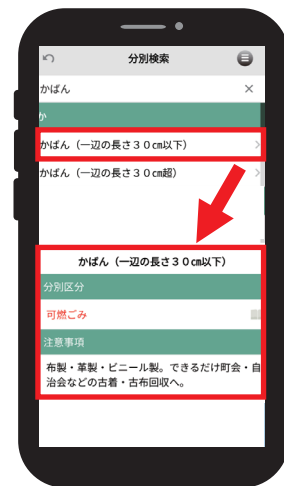 分別検索
かばん
か
かばん（一辺の長さ３０㎝以下）
かばん（一辺の長さ３０㎝超）
かばん（一辺の長さ３０㎝以下）
分別区分
可燃ごみ
注意事項
布製・革製・ビニール製。できるだけ町会・自
治会などの古着・古布回収へ。